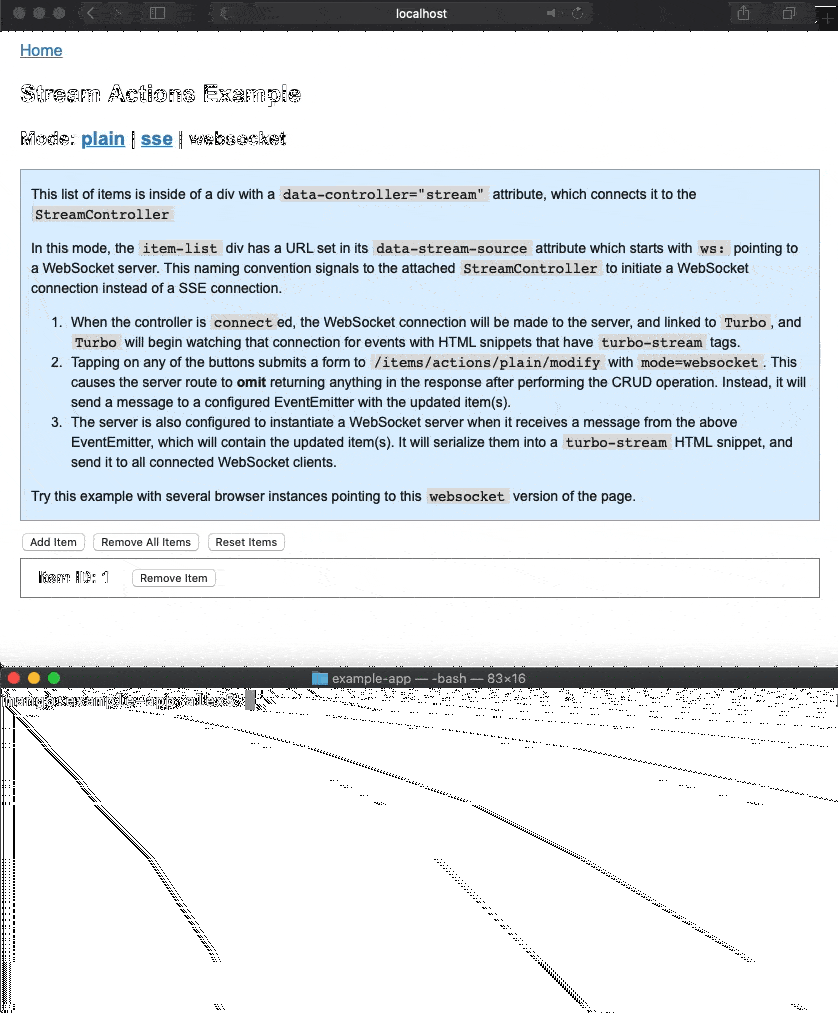 localhost
Home
Stream Actions Example
Mode: plain | sse | websocket
This list of items is inside of a div with a data-controller="stream" attribute, which connects it to the
StreamController
In this mode, the item-list div has a URL set in its data-stream-source attribute which starts with ws: pointing to
a WebSocket server. This naming convention signals to the attached StreamController to initiate a WebSocket
connection instead of a SSE connection.
1. When the controller is connected, the WebSocket connection will be made to the server, and linked to Turbo, and
Turbo will begin watching that connection for events with HTML snippets that have turbo-stream tags.
2. Tapping on any of the buttons submits a form to /items/actions/plain/modify with mode=websocket. This
causes the server route to omit returning anything in the response after performing the CRUD operation. Instead, it will
send a message to a configured EventEmitter with the updated item(s).
3. The server is also configured to instantiate a WebSocket server when it receives a message from the above
EventEmitter, which will contain the updated item(s). It will serialize them into a turbo-stream HTML snippet, and
send it to all connected WebSocket clients.
Try this example with several browser instances pointing to this websocket version of the page.
Add Item Remove All Items Reset Items
Item ID: 1 Remove Item
example-app — -bash — 83×16